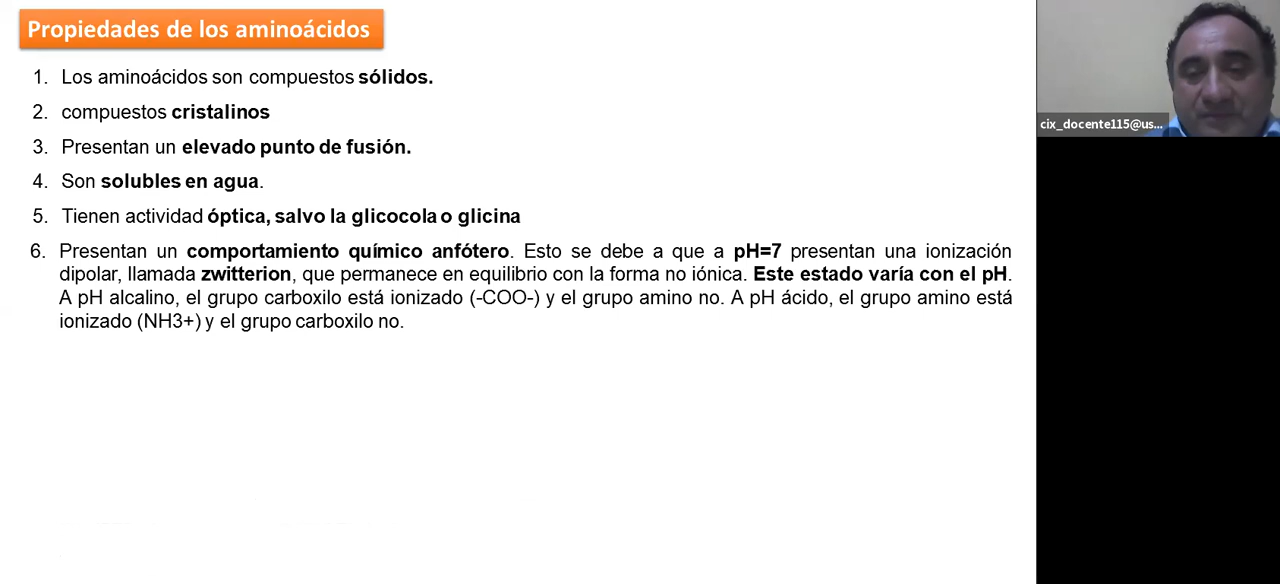 Propiedades de los aminoácidos
1. Los aminoácidos son compuestos sólidos.
2. compuestos cristalinos
3. Presentan un elevado punto de fusión.
4. Son solubles en agua.
5. Tienen actividad óptica, salvo la glicocola o glicina
6. Presentan un comportamiento químico anfótero. Esto se debe a que a pH=7 presentan una ionización
dipolar, llamada zwitterion, que permanece en equilibrio con la forma no iónica. Este estado varía con el pH.
A pH alcalino, el grupo carboxilo está ionizado (-COO-) y el grupo amino no. A pH ácido, el grupo amino está
ionizado (NH3+) y el grupo carboxilo no.
cix_docente115@us...